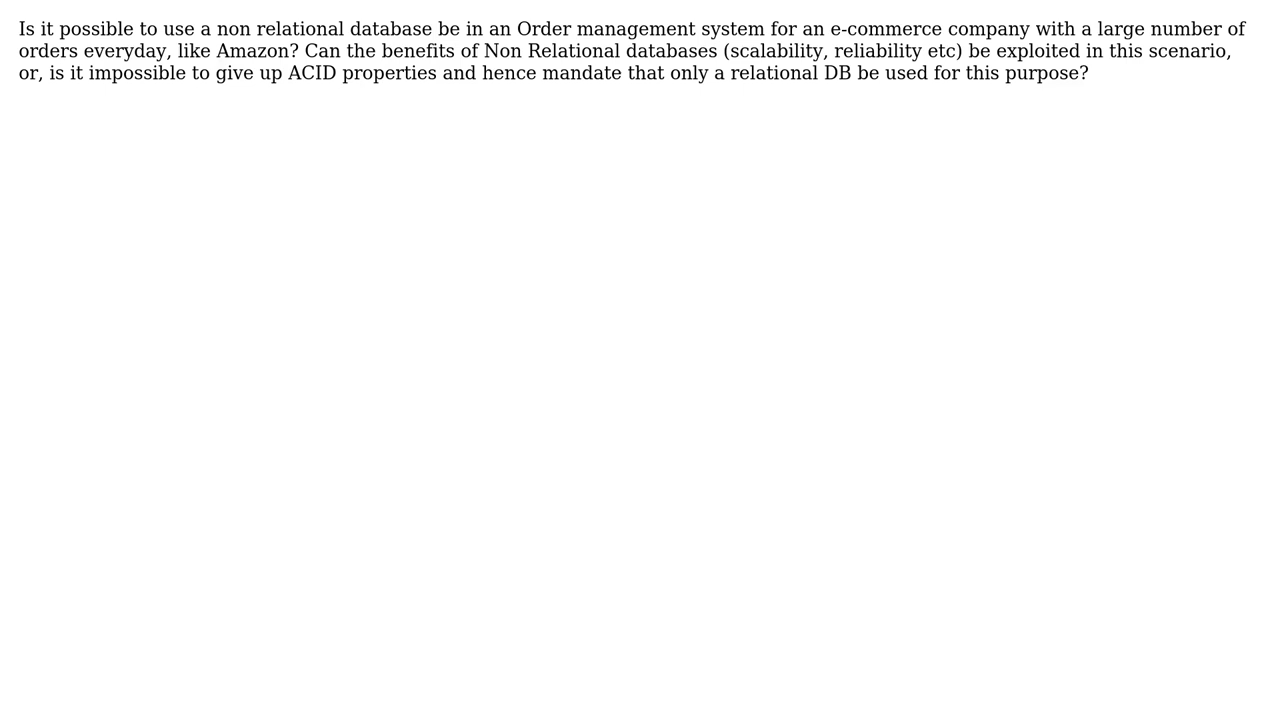 Is it possible to use a non relational database be in an Order management system for an e-commerce company with a large number of
orders everyday, like Amazon? Can the benefits of Non Relational databases (scalability, reliability etc) be exploited in this scenario,
or, is it impossible to give up ACID properties and hence mandate that only a relational DB be used for this purpose?